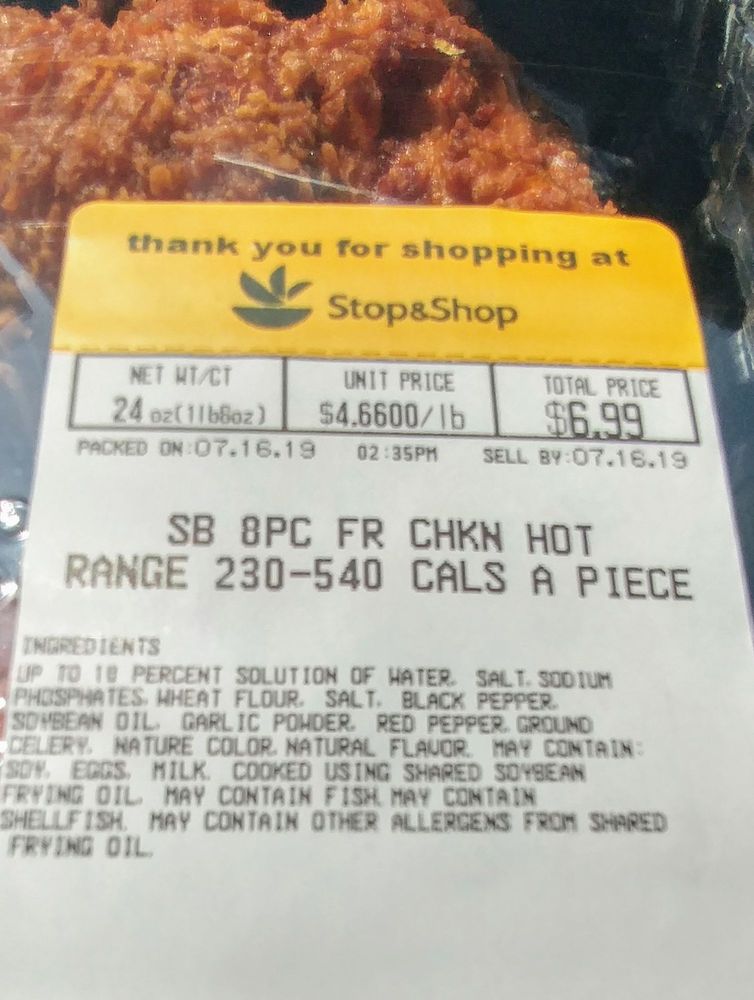 thank you for shopping at
Stop&Shop
NET WT/CT UNIT PRICE TOTAL PRICE
24 oz(1lb8oz) $4.6600/lb $6.99
PACKED ON:07.16.19 02:35PM SELL BY:07.16.19
SB 8PC FR CHKN HOT
RANGE 230-540 CALS A PIECE
INGREDIENTS
UP TO 10 PERCENT SOLUTION OF WATER. SALT. SODIUM
PHOSPHATES. WHEAT FLOUR. SALT. BLACK PEPPER.
SOYBEAN OIL. GARLIC POWDER. RED PEPPER. GROUND
CELERY. NATURE COLOR. NATURAL FLAVOR. MAY CONTAIN:
SOY. EGGS. MILK. COOKED USING SHARED SOYBEAN
FRYING OIL. MAY CONTAIN FISH. MAY CONTAIN
SHELLFISH. MAY CONTAIN OTHER ALLERGENS FROM SHARED
FRYING OIL.